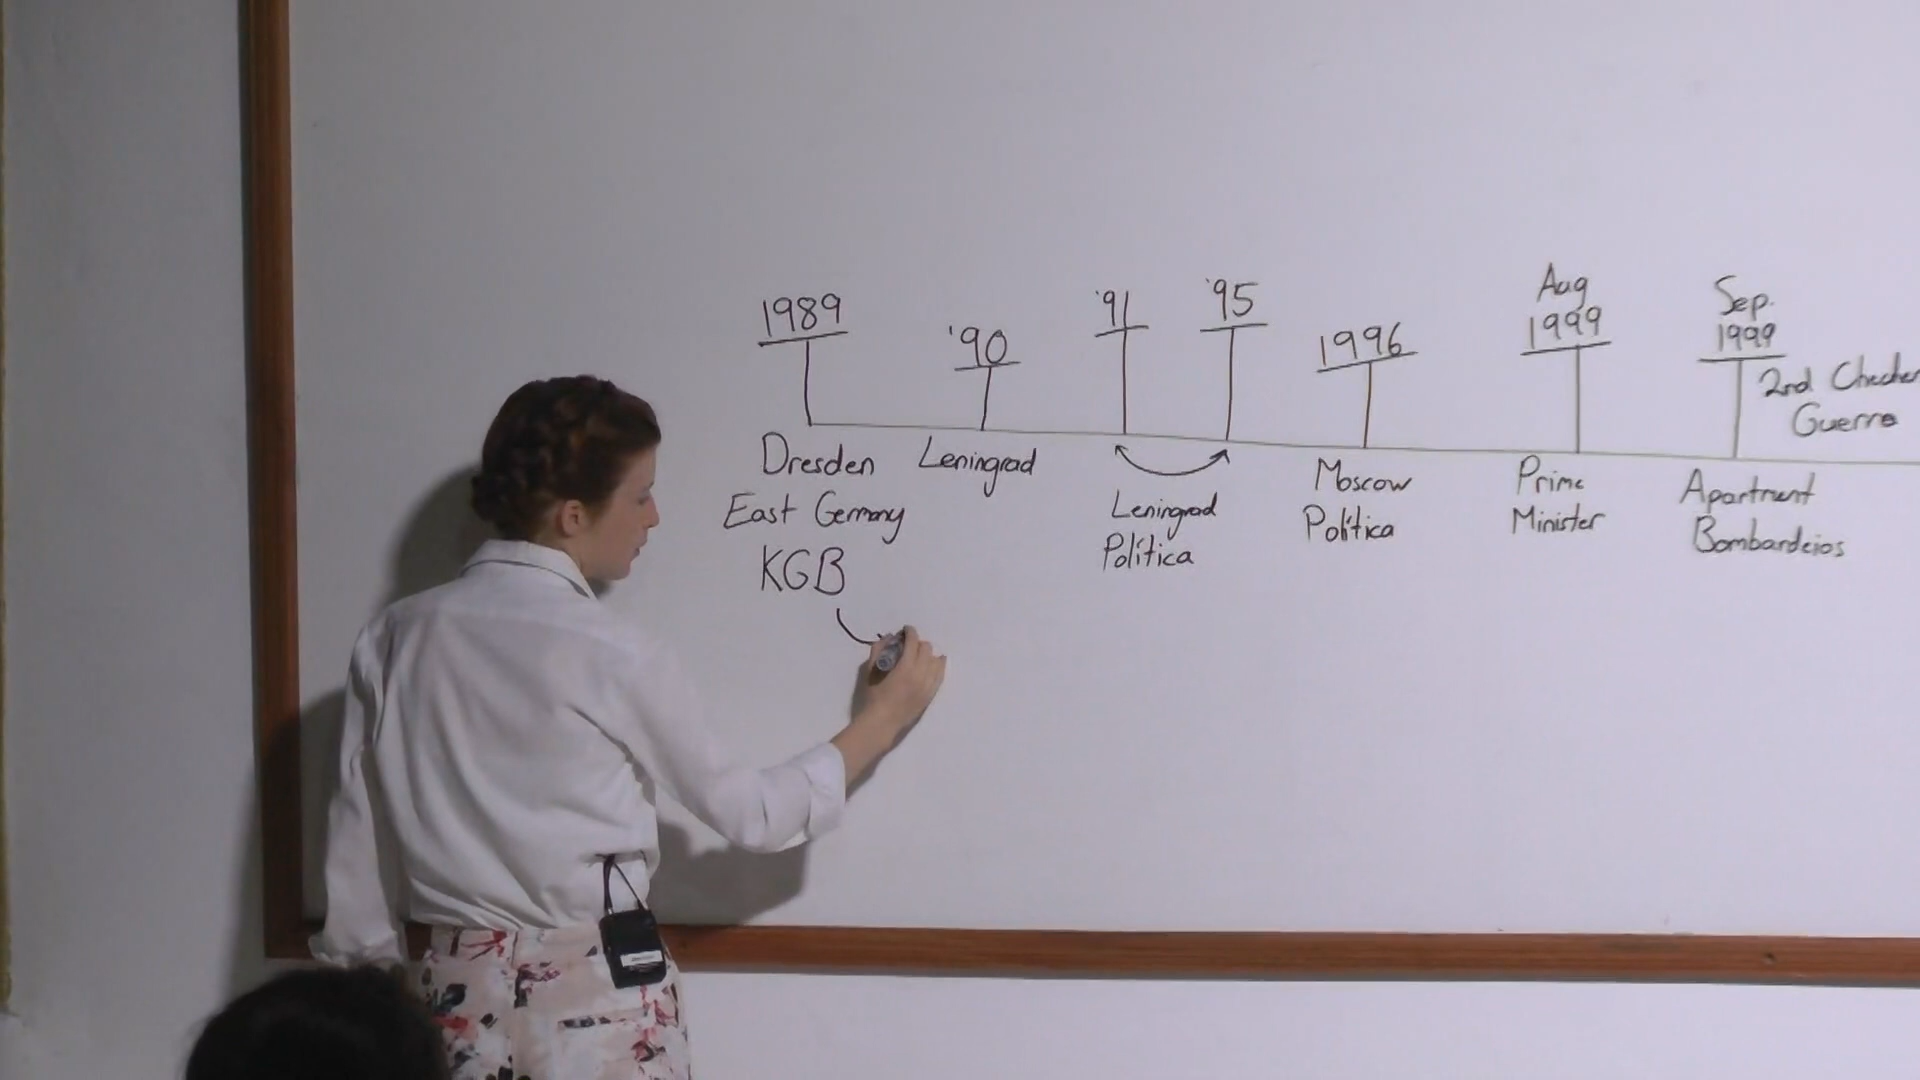 1989
Dresden
East Germany
KGB
'90
Leningrad
'91
'95
Leningrad
Política
1996
Moscow
Política
Aug
1999
Prime
Minister
Sep.
1999
Apartment
Bombardeios
2nd
Guerra